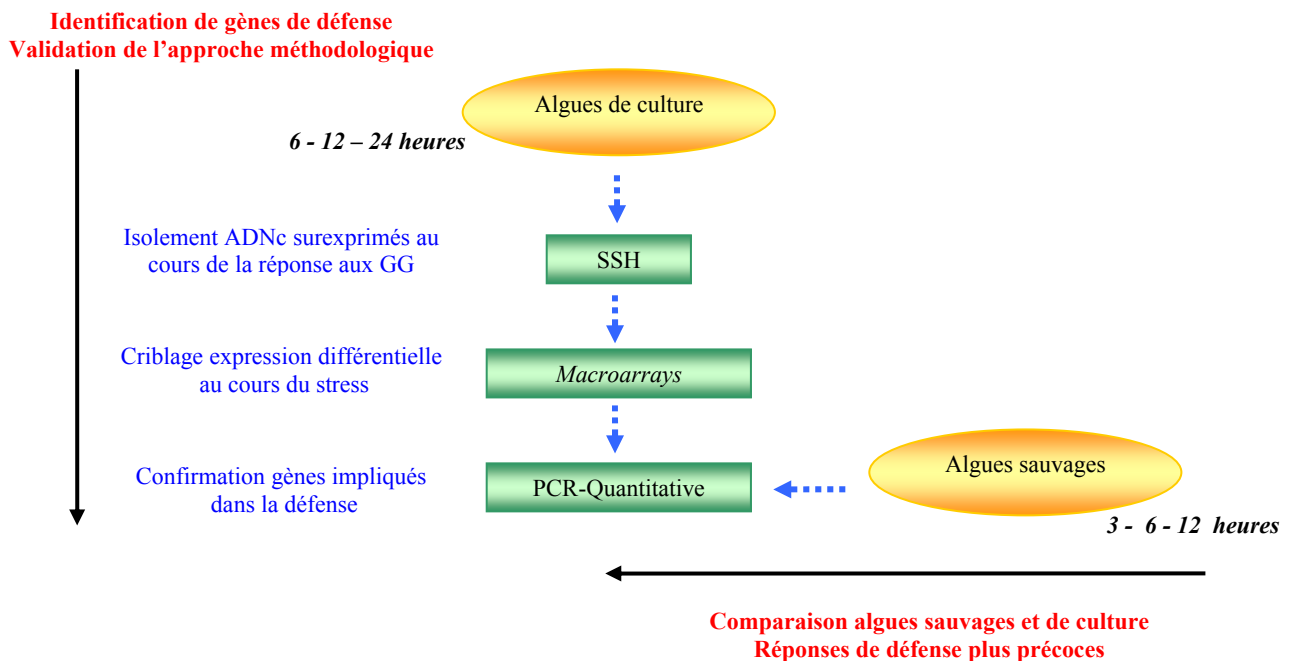 Identification de gènes de défense
Validation de l'approche méthodologique
Algues de culture
6 - 12 – 24 heures
Isolement ADNc surexprimés au
cours de la réponse aux GG
SSH
Criblage expression différentielle
au cours du stress
Macroarrays
Confirmation gènes impliqués
dans la défense
PCR-Quantitative
Algues sauvages
3 - 6 - 12 heures
Comparaison algues sauvages et de culture
Réponses de défense plus précoces